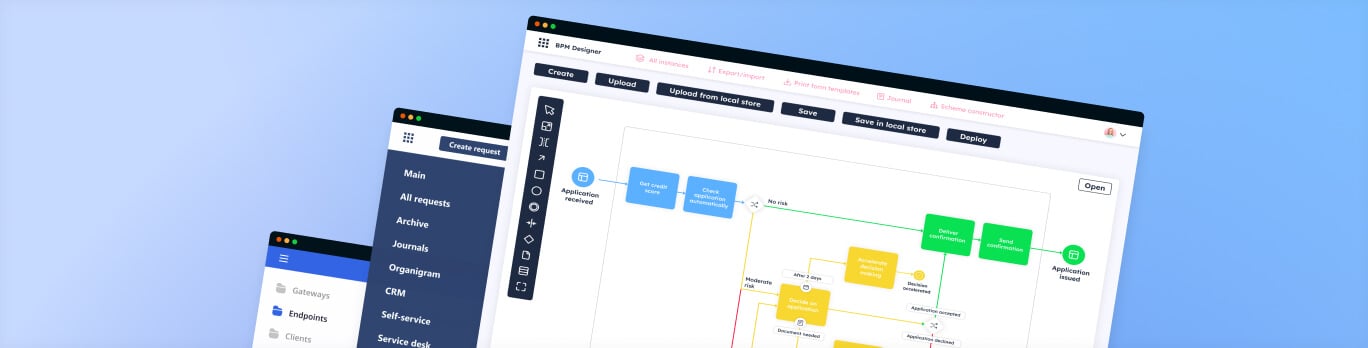 BPM Designer
All instances
Export/import
Print form templates
Journal
Scheme constructor
Create
Upload
Upload from local store
Save
Save in local store
Deploy
Open
Application
received
Get credit
score
Check
application
automatically
No risk
Deliver
confirmation
Send
confirmation
Application
issued
Accelerate
decision
making
Decision
accelerated
After 2 days
Moderate
risk
Decide on
application
Document needed
Application accepted
Application declined
Create request
Main
All requests
Archive
Journals
Organigram
CRM
Self-service
Service desk
Gateways
Endpoints
Clients